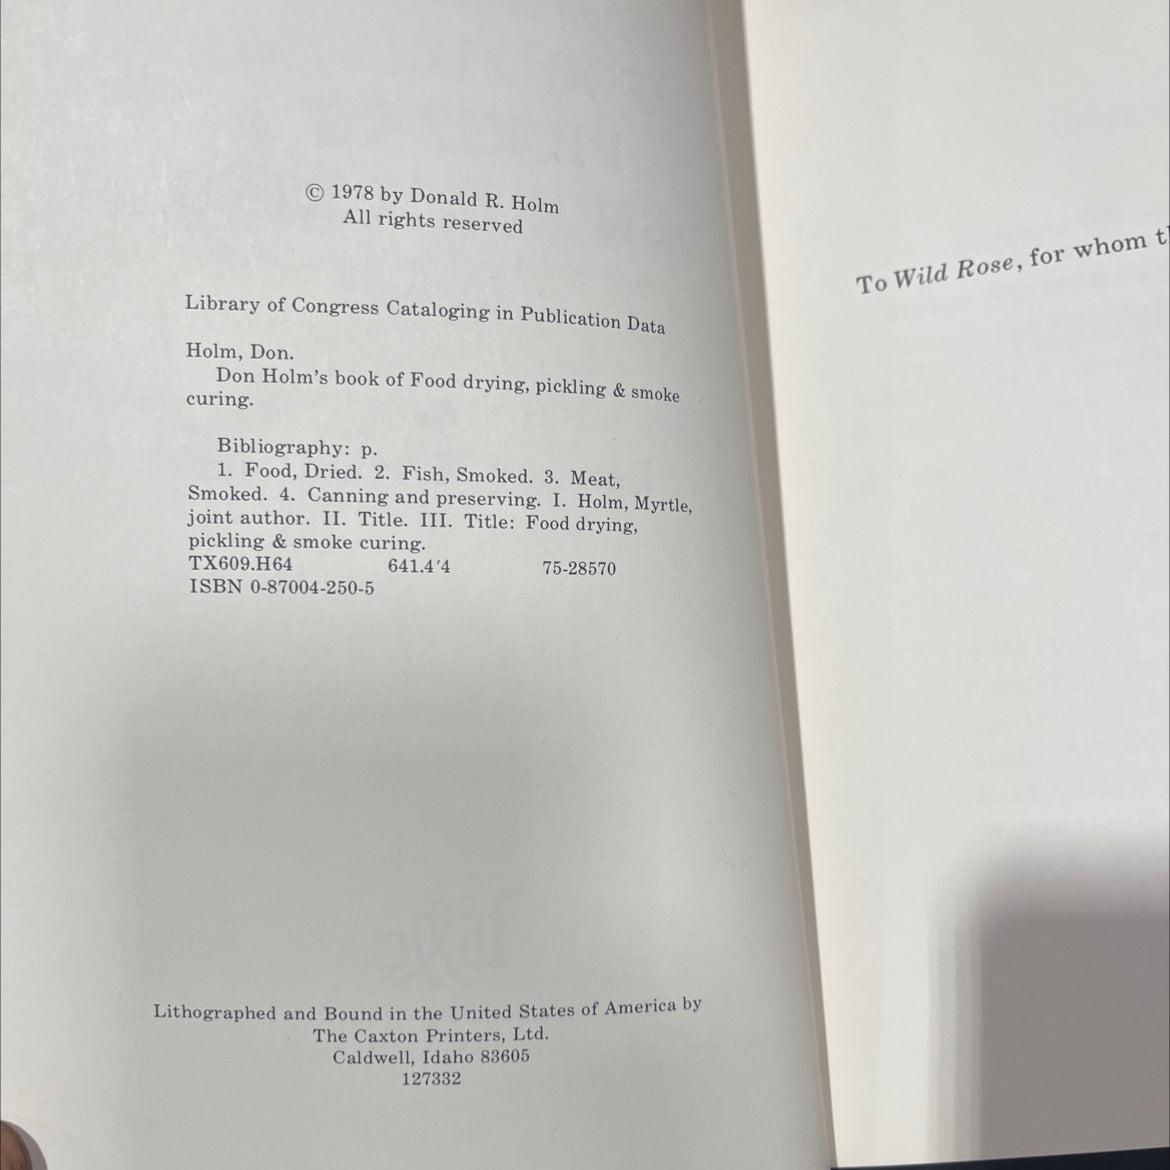 © 1978 by Donald R. Holm
All rights reserved
Library of Congress Cataloging in Publication Data
Holm, Don.
Don Holm's book of Food drying, pickling & smoke
curing.
Bibliography: p.
1. Food, Dried. 2. Fish, Smoked. 3. Meat,
Smoked. 4. Canning and preserving. I. Holm, Myrtle,
joint author. II. Title. III. Title: Food drying,
pickling & smoke curing.
TX609.H64 641.4'4 75-28570
ISBN 0-87004-250-5
Lithographed and Bound in the United States of America by
The Caxton Printers, Ltd.
Caldwell, Idaho 83605
127332
To Wild Rose, for whom